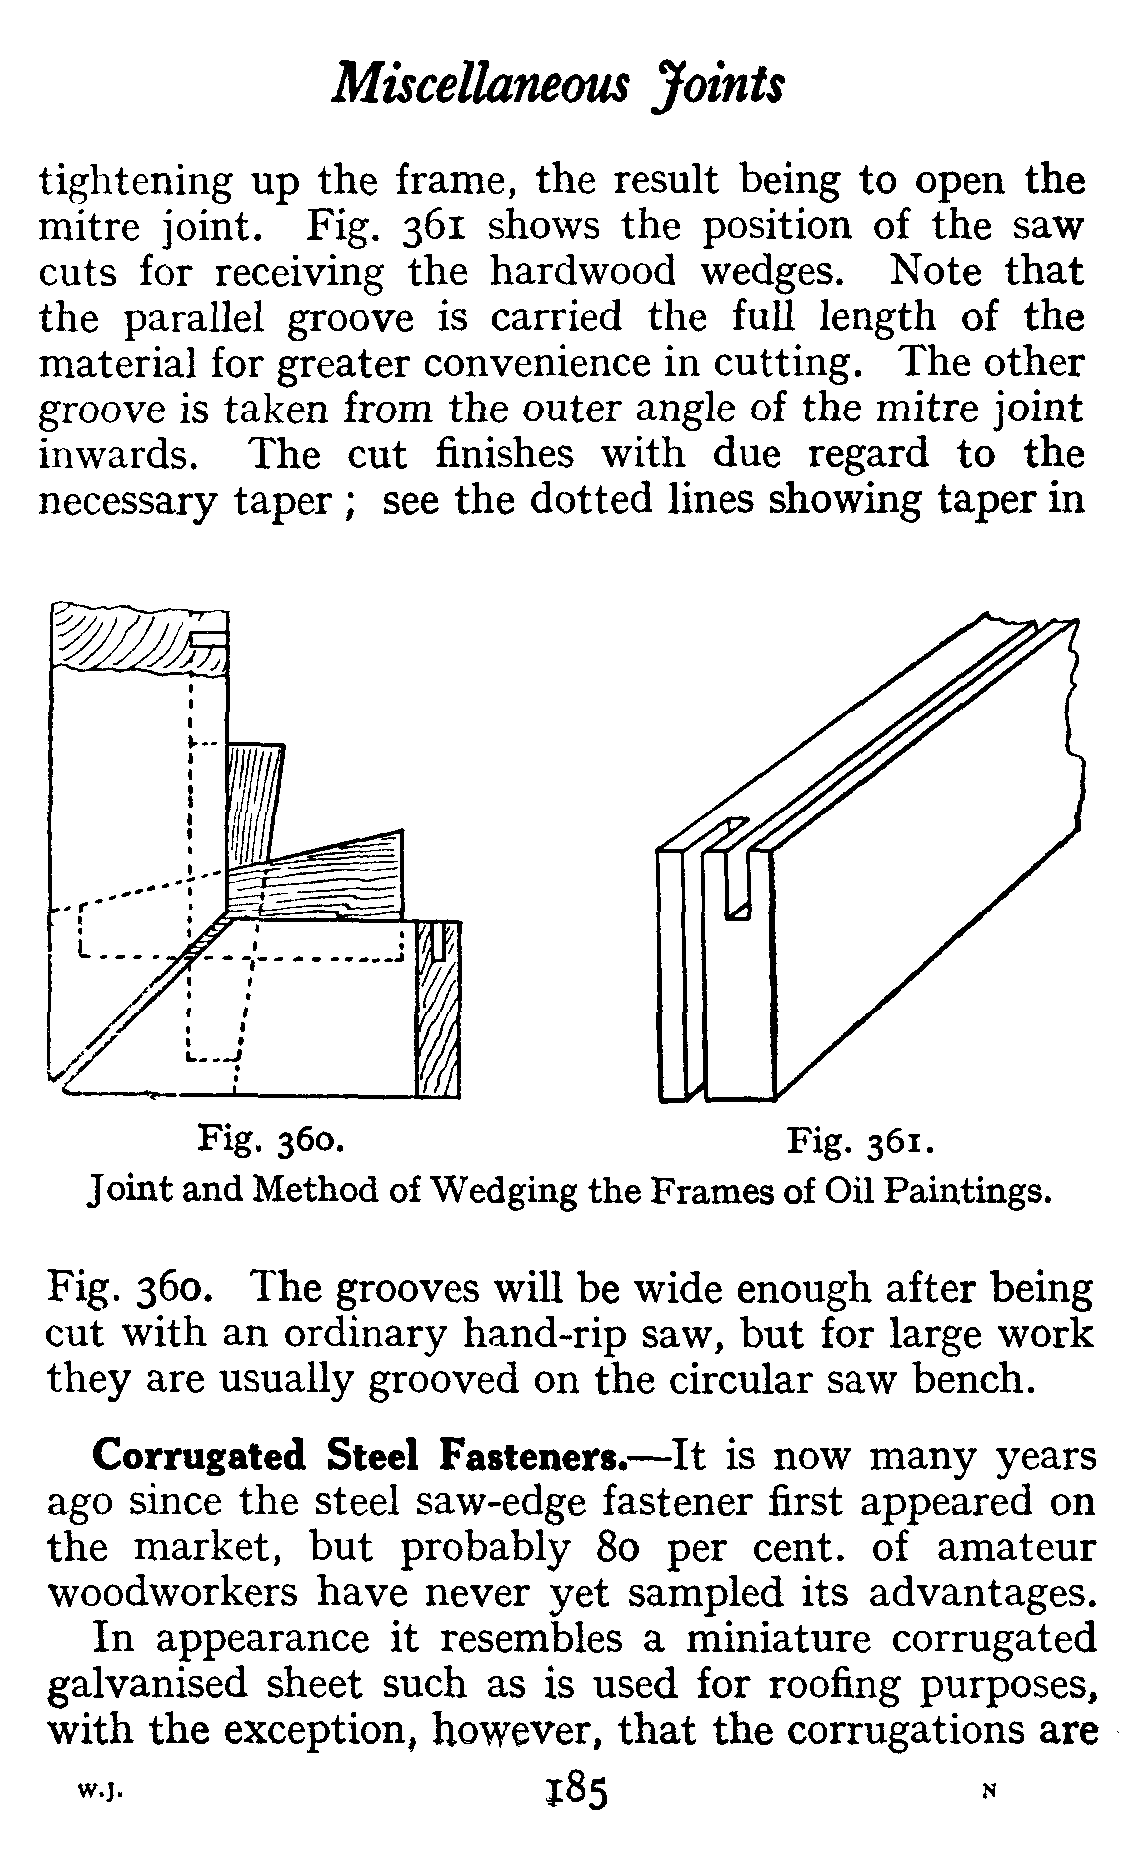 Miscellaneous Joints
tightening up the frame, the result being to open the
mitre joint. Fig. 361 shows the position of the saw
cuts for receiving the hardwood wedges. Note that
the parallel groove is carried the full length of the
material for greater convenience in cutting. The other
groove is taken from the outer angle of the mitre joint
inwards. The cut finishes with due regard to the
necessary taper ; see the dotted lines showing taper in
Fig. 360.
Fig. 361.
Joint and Method of Wedging the Frames of Oil Paintings.
Fig. 360. The grooves will be wide enough after being
cut with an ordinary hand-rip saw, but for large work
they are usually grooved on the circular saw bench.
Corrugated Steel Fasteners.—It is now many years
ago since the steel saw-edge fastener first appeared on
the market, but probably 80 per cent. of amateur
woodworkers have never yet sampled its advantages.
In appearance it resembles a miniature corrugated
galvanised sheet such as is used for roofing purposes,
with the exception, however, that the corrugations are
W.J. 185 N